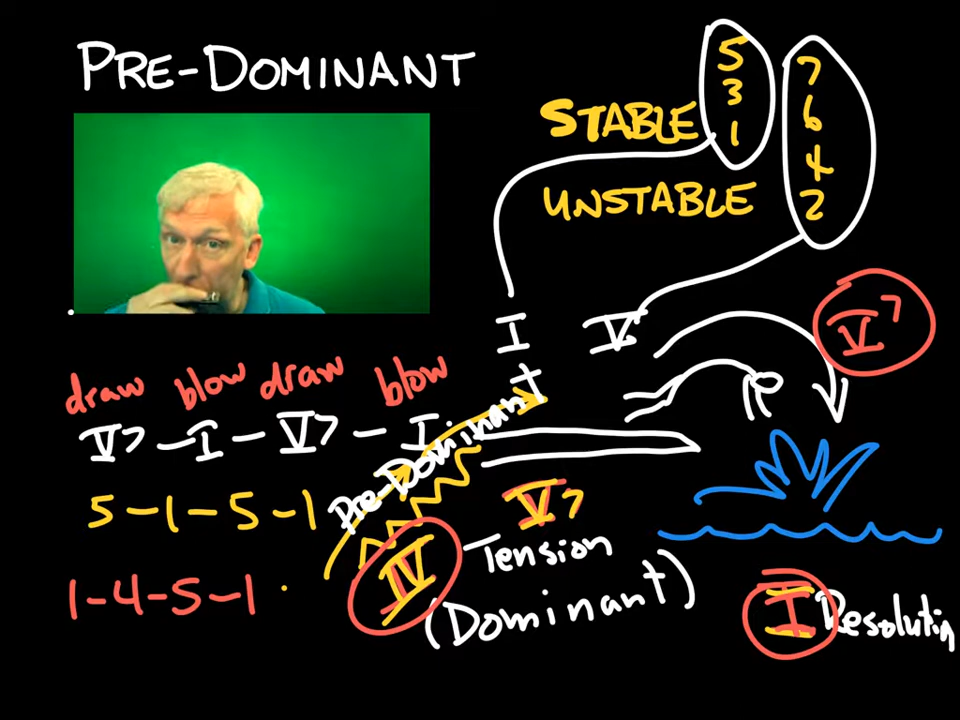 PRE-DOMINANT
5
3
1
STABLE
7
6
4
2
UNSTABLE
I V
V7
draw blow draw blow
V7 - I - V7 - I
Pre-Dominant
5 - 1 - 5 - 1
V7
Tension
IV
(Dominant)
1 - 4 - 5 - 1
I Resolutin